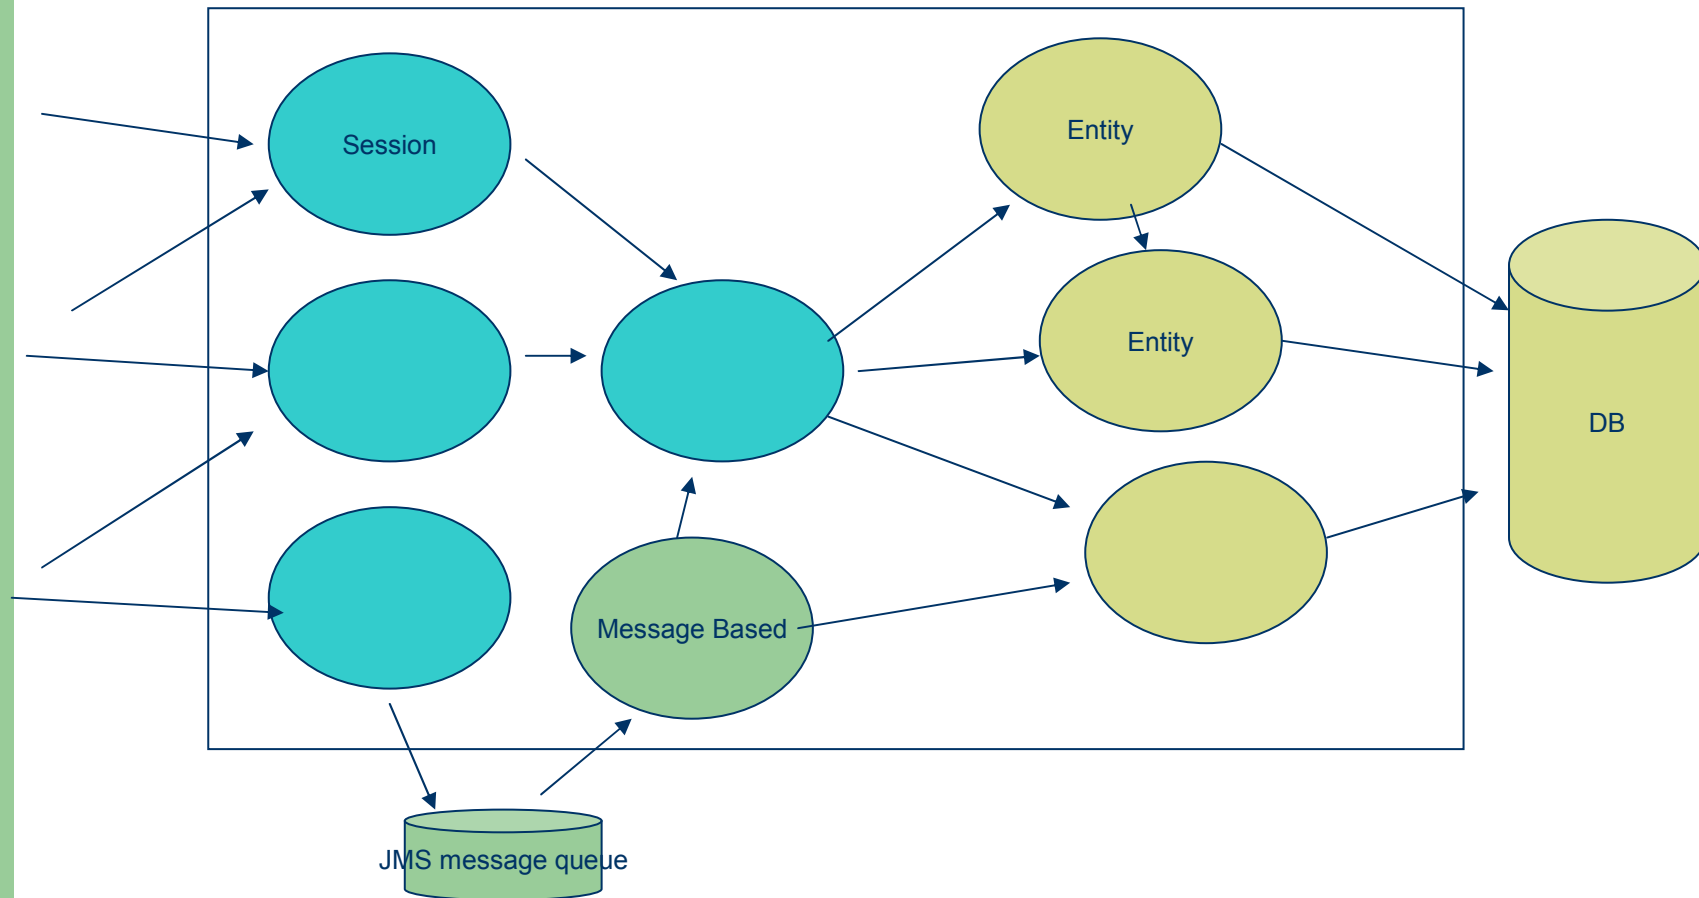 Session
Entity
Entity
DB
Message Based
JMS message queue